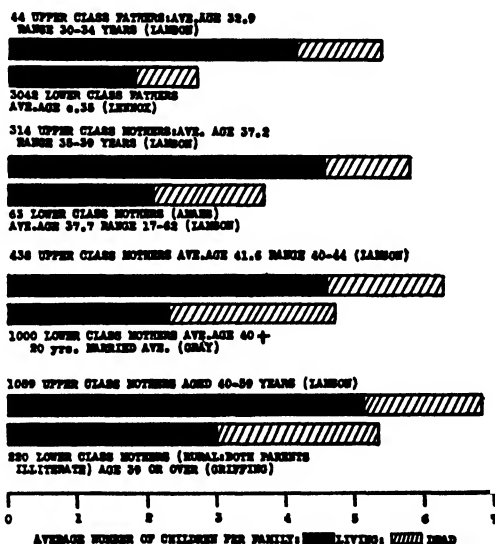 44 UPPER CLASS FATHERS:AVE.AGE 32.9
RANGE 30-34 YEARS (LAMSON)
3042 LOWER CLASS FATHERS
AVE.AGE c.35 (LENNOX)
314 UPPER CLASS MOTHERS:AVE. AGE 37.2
RANGE 35-39 YEARS (LAMSON)
63 LOWER CLASS MOTHERS (AMANS)
AVE.AGE 37.7 RANGE 17-62 (LAMSON)
438 UPPER CLASS MOTHERS AVE.AGE 41.6 RANGE 40-44 (LAMSON)
1000 LOWER CLASS MOTHERS AVE.AGE 40 +
20 yrs. MARRIED AVE. (GRAY)
1089 UPPER CLASS MOTHERS AGED 40-59 YEARS (LAMSON)
220 LOWER CLASS MOTHERS (RURAL:BOTH PARENTS
ILLITERATE) AGE 39 OR OVER (GRIFFING)
0 1 2 3 4 5 6 7
AVERAGE NUMBER OF CHILDREN PER FAMILY: LIVING: DEAD